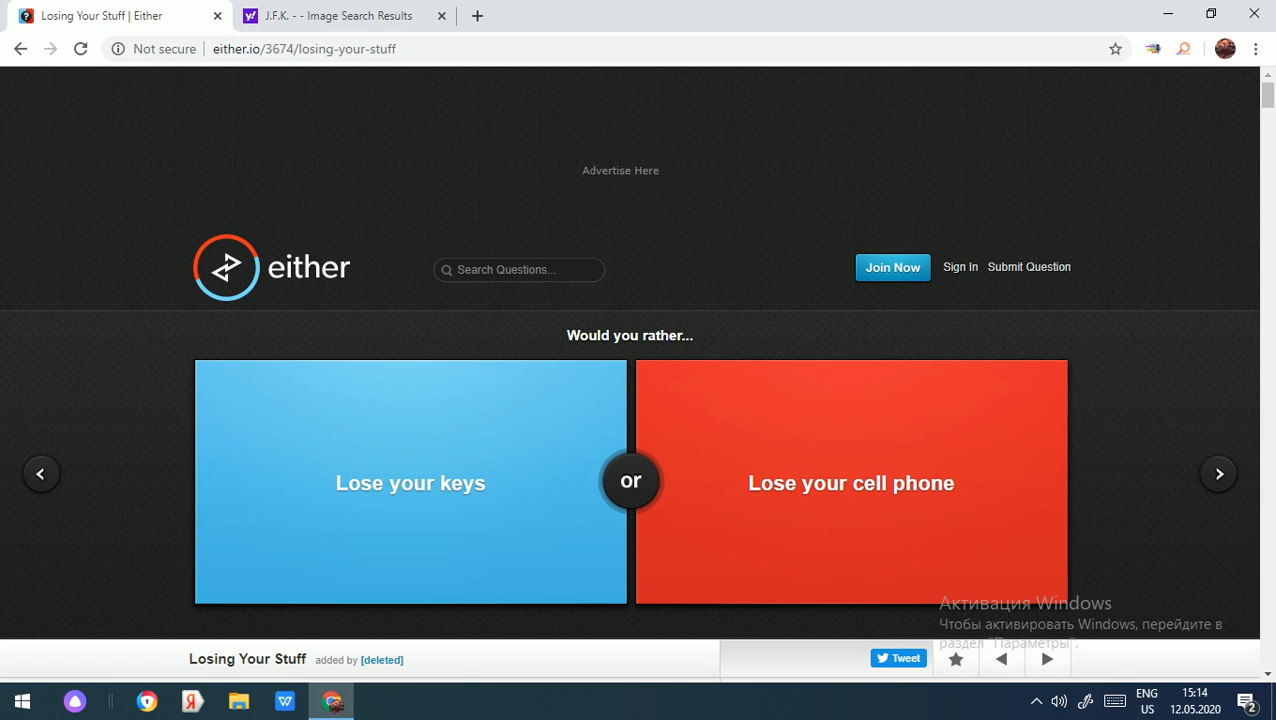 Losing Your Stuff | Either
J.F.K. - - Image Search Results
Not secure
either.io/3674/losing-your-stuff
Advertise Here
either
Search Questions...
Join Now
Sign In
Submit Question
Would you rather...
Lose your keys
or
Lose your cell phone
Активация Windows
Чтобы активировать Windows, перейдите в
раздел "Параметры".
Losing Your Stuff added by [deleted]
Tweet
ENG
US
15:14
12.05.2020
2